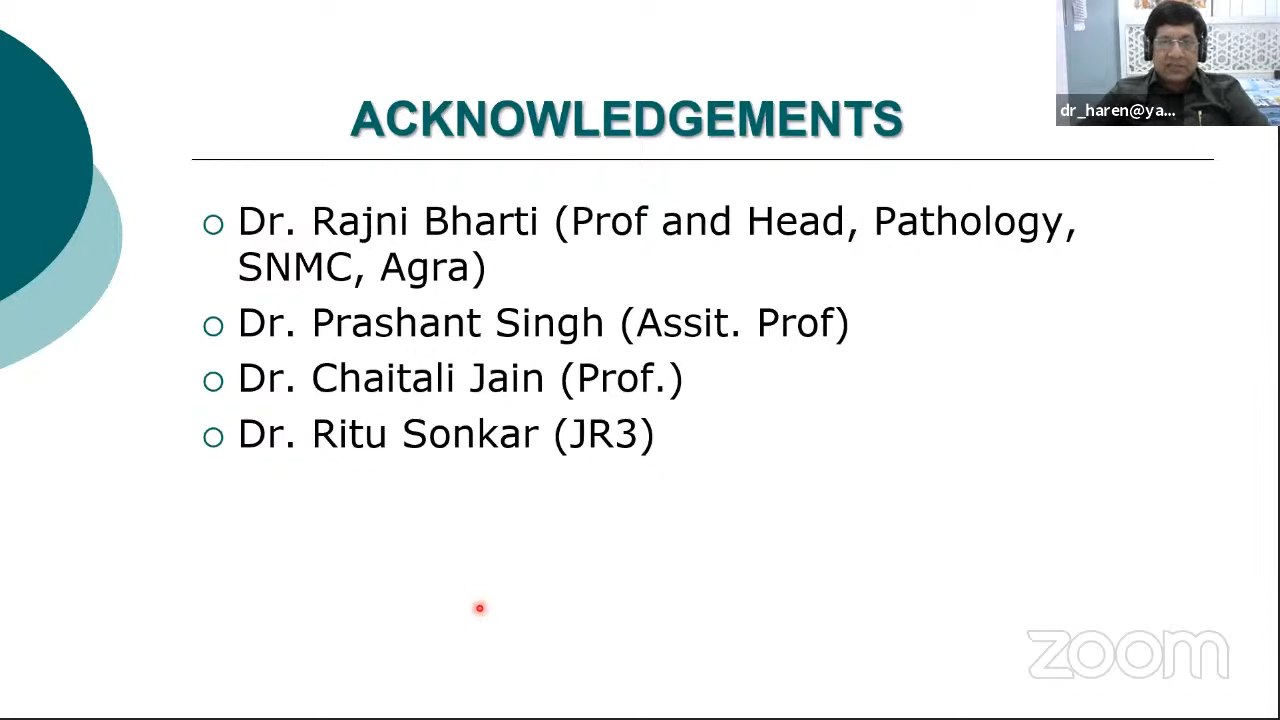 ACKNOWLEDGEMENTS
dr_haren@ya...
Dr. Rajni Bharti (Prof and Head, Pathology,
SNMC, Agra)
Dr. Prashant Singh (Assit. Prof)
Dr. Chaitali Jain (Prof.)
Dr. Ritu Sonkar (JR3)
zoom